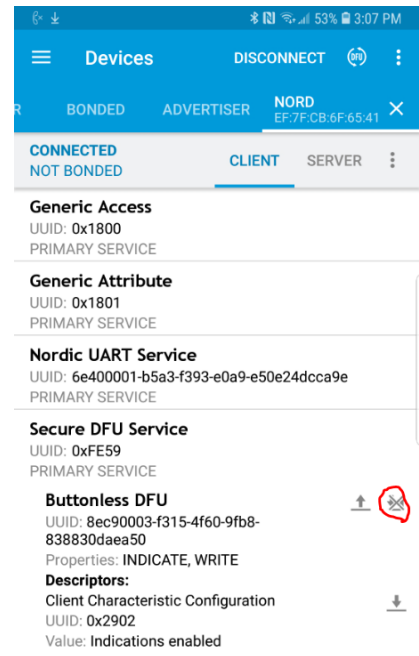 53% 3:07 PM
Devices DISCONNECT DFU
R BONDED ADVERTISER NORD
EF:7F:CB:6F:65:41
CONNECTED
NOT BONDED
CLIENT SERVER
Generic Access
UUID: 0x1800
PRIMARY SERVICE
Generic Attribute
UUID: 0x1801
PRIMARY SERVICE
Nordic UART Service
UUID: 6e400001-b5a3-f393-e0a9-e50e24dcca9e
PRIMARY SERVICE
Secure DFU Service
UUID: 0xFE59
PRIMARY SERVICE
Buttonless DFU
UUID: 8ec90003-f315-4f60-9fb8-
838830daea50
Properties: INDICATE, WRITE
Descriptors:
Client Characteristic Configuration
UUID: 0x2902
Value: Indications enabled